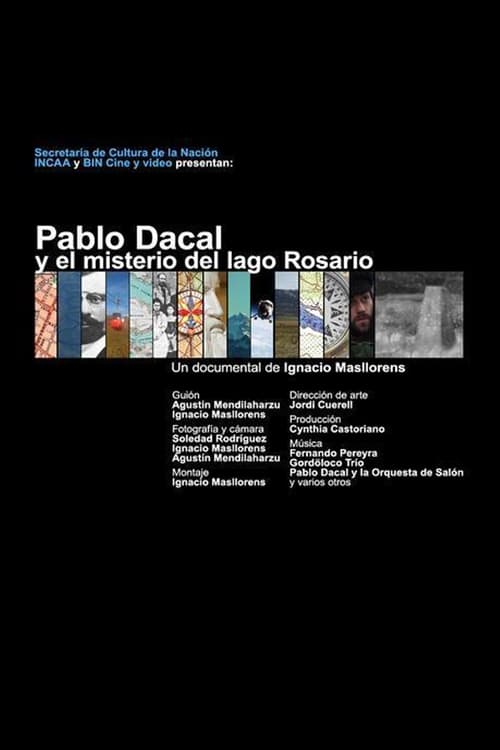 Secretaria de Cultura de la Nación
INCAA y BIN Cine y video presentan:
Pablo Dacal
y el misterio del lago Rosario
Un documental de Ignacio Masllorens
Guión
Agustín Mendilaharzu
Ignacio Masllorens
Fotografía y cámara
Soledad Rodríguez
Ignacio Masllorens
Agustín Mendilaharzu
Montaje
Ignacio Masllorens
Dirección de arte
Jordi Cuerell
Producción
Cynthia Castoriano
Música
Fernando Pereyra
Gordöloco Trío
Pablo Dacal y la Orquesta de Salón
y varios otros